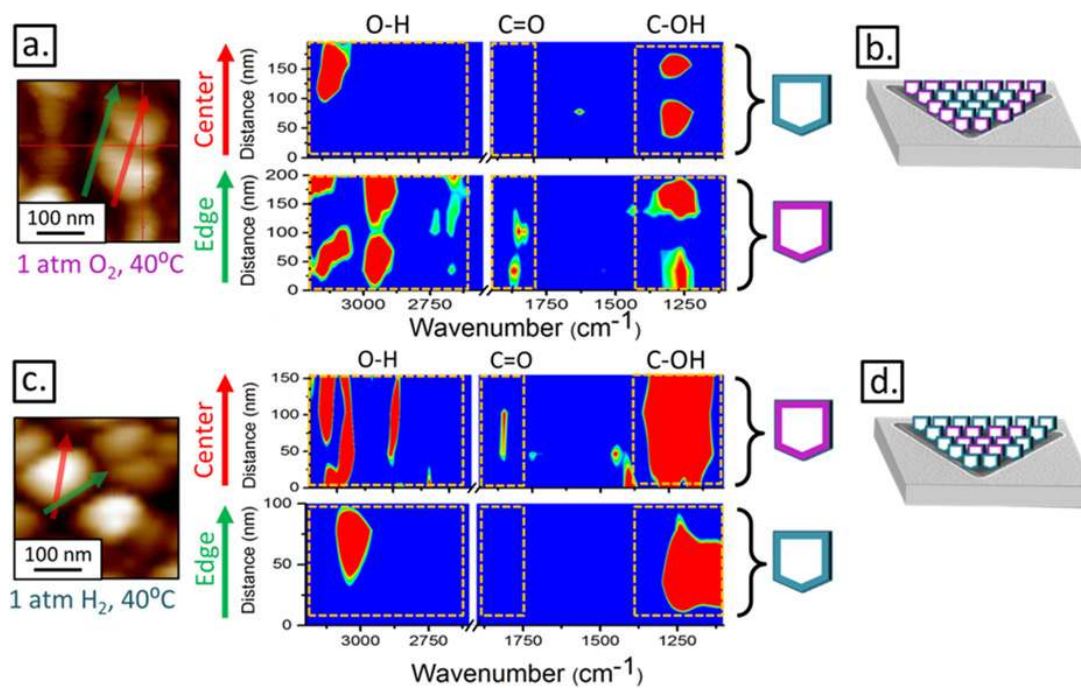 a.
O-H C=O C-OH
b.
Center
Distance (nm)
150
100
50
0
Edge
Distance (nm)
200
150
100
50
0
100 nm
1 atm O₂, 40°C
3000 2750 1750 1500 1250
Wavenumber (cm⁻¹)
c.
O-H C=O C-OH
d.
Center
Distance (nm)
150
100
50
0
Edge
Distance (nm)
100
50
0
100 nm
1 atm H₂, 40°C
3000 2750 1750 1500 1250
Wavenumber (cm⁻¹)